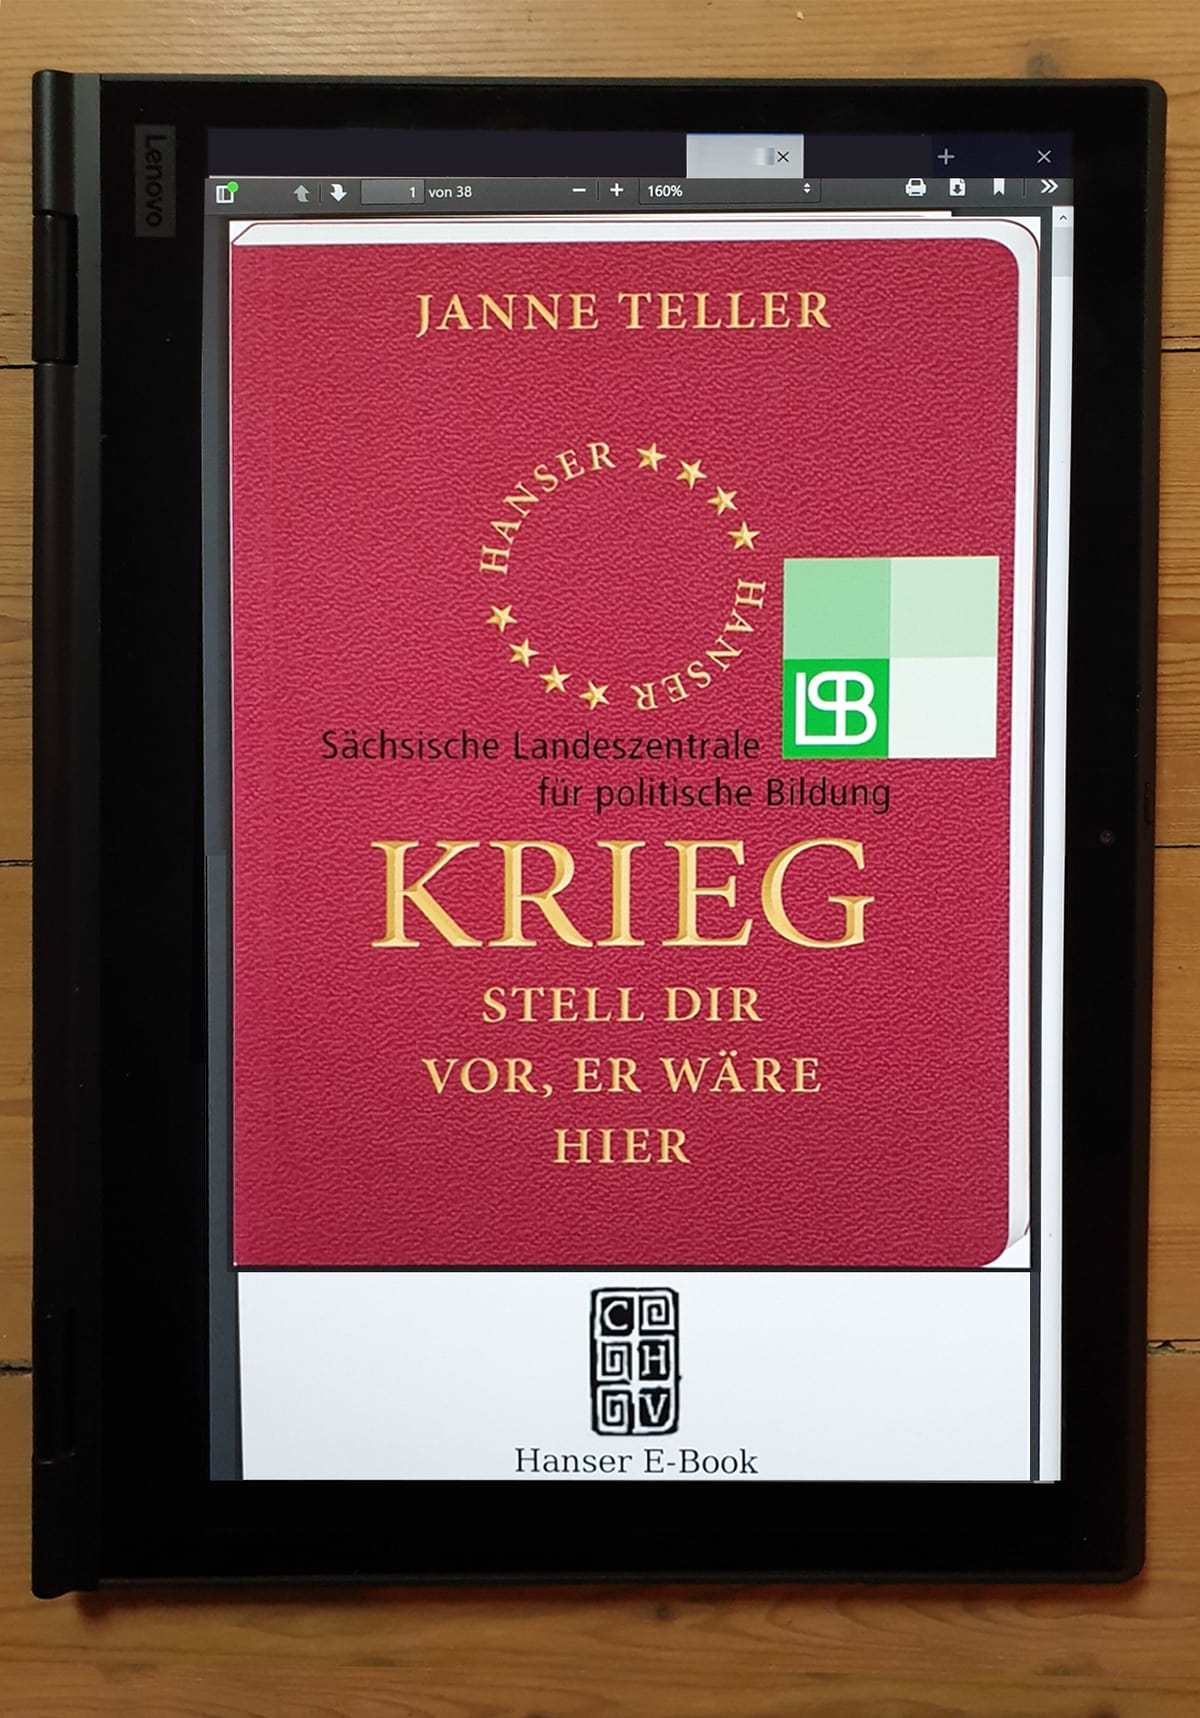 Lenovo
1 von 38
160%
JANNE TELLER
HANSER
HANSER
LPB
Sächsische Landeszentrale
für politische Bildung
KRIEG
STELL DIR
VOR, ER WÄRE
HIER
C
H
V
Hanser E-Book